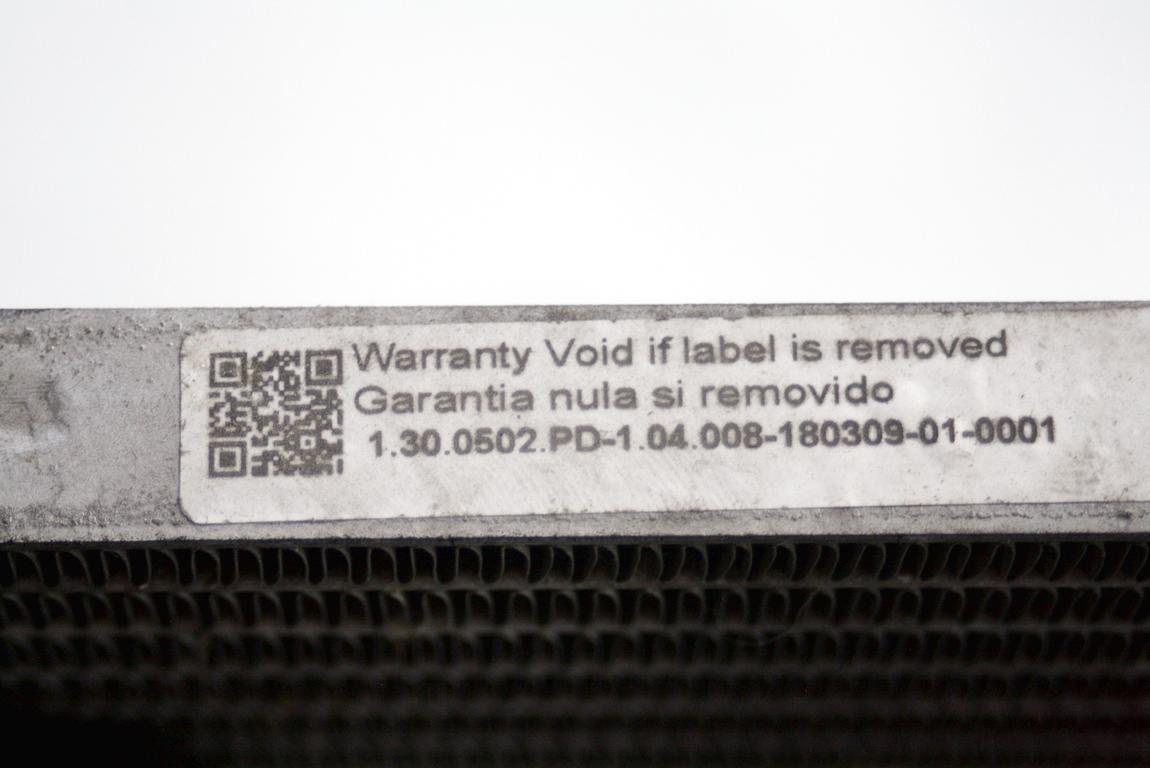 Warranty Void if label is removed
Garantia nula si removido
1.30.0502.PD-1.04.008-180309-01-0001